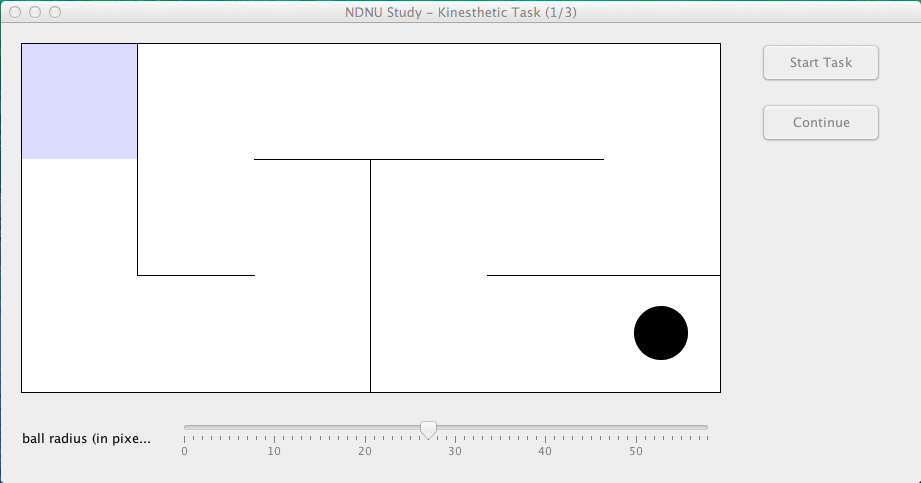 NDNU Study – Kinesthetic Task (1/3)
Start Task
Continue
ball radius (in pixe...
0 10 20 30 40 50